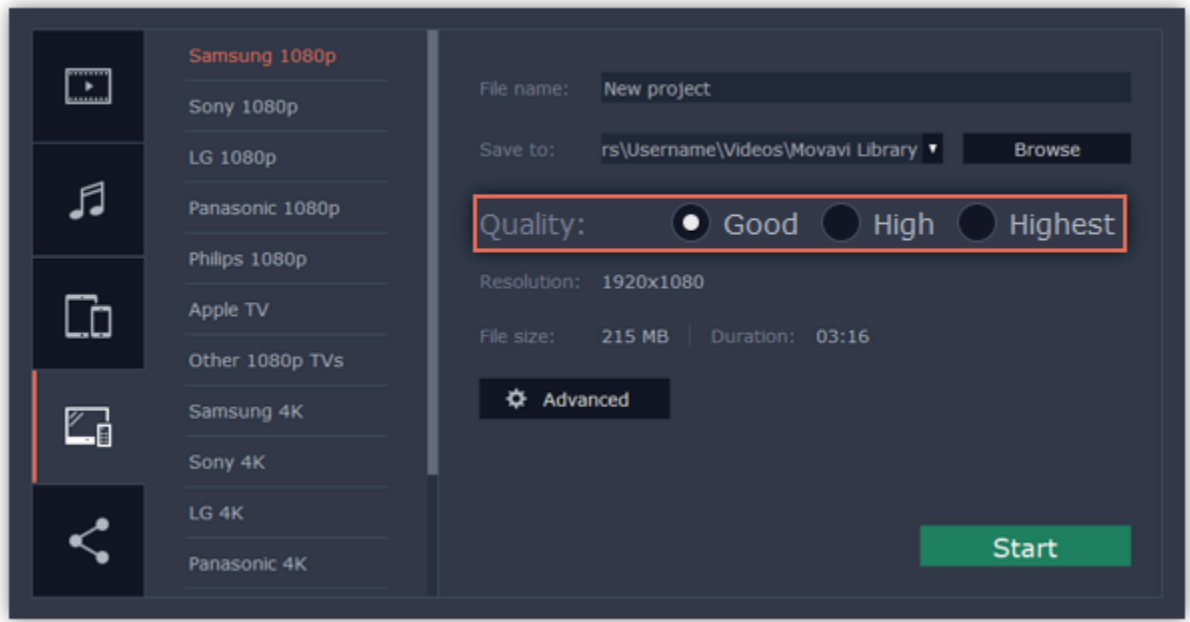 Samsung 1080p
Sony 1080p
LG 1080p
Panasonic 1080p
Philips 1080p
Apple TV
Other 1080p TVs
Samsung 4K
Sony 4K
LG 4K
Panasonic 4K
File name: New project
Save to: rs\Username\Videos\Movavi Library Browse
Quality: Good High Highest
Resolution: 1920x1080
File size: 215 MB Duration: 03:16
Advanced
Start